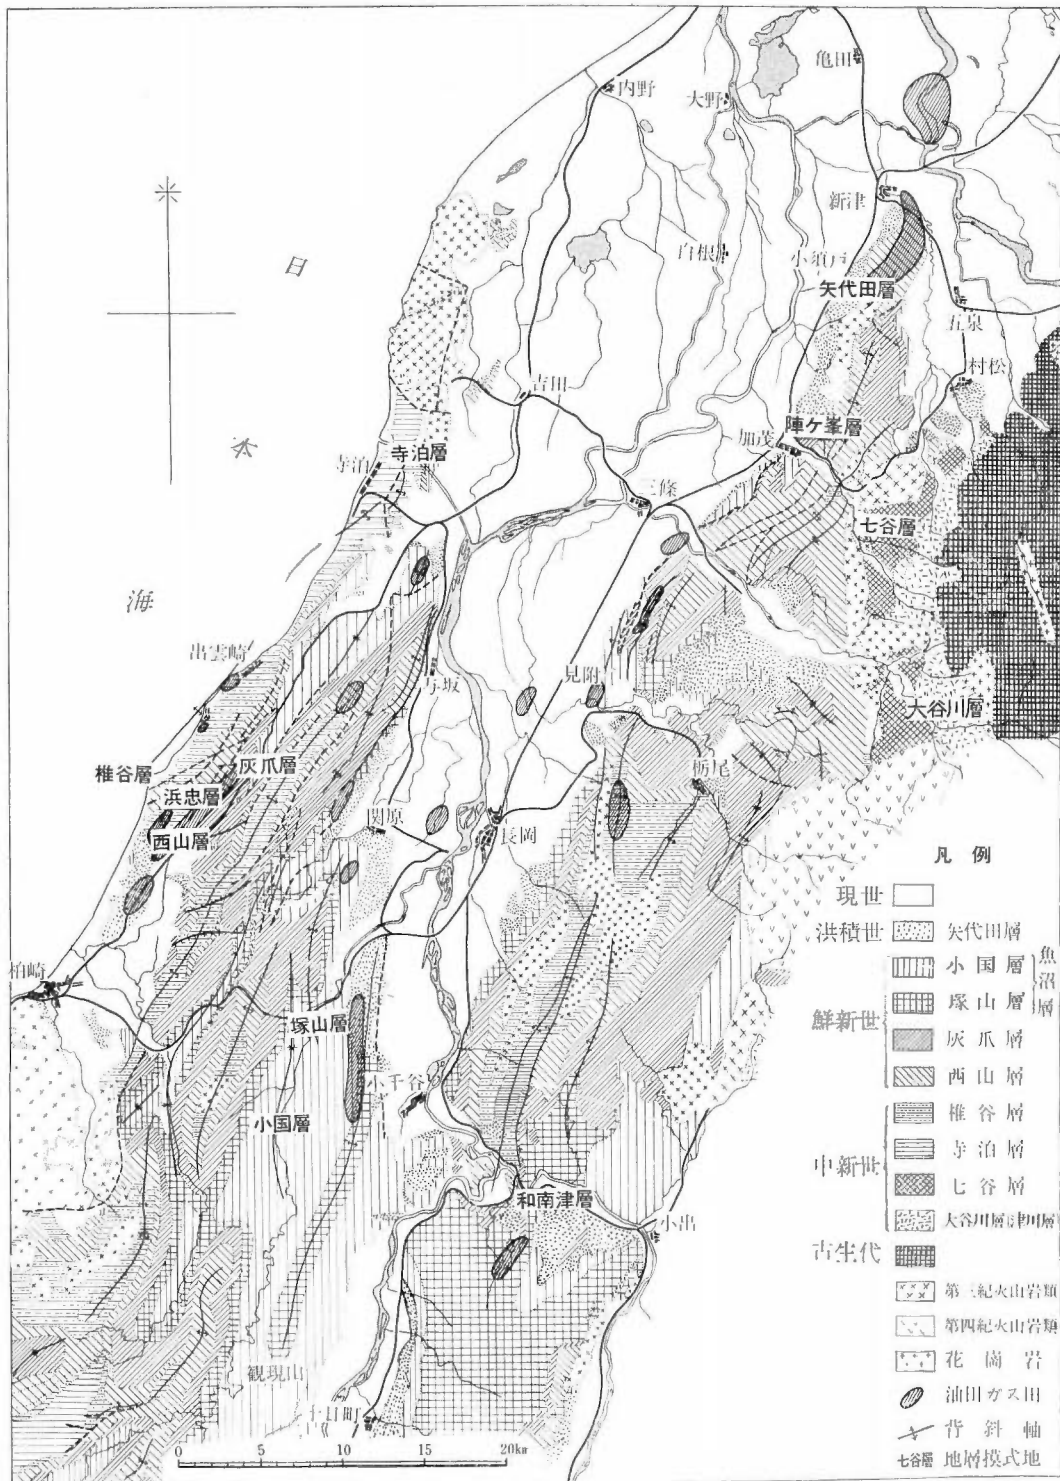 亀田
内野
大野
新津
日
白根
小須戸
矢代田層
五泉
村松
吉田
本
陣ケ峯層
加茂
寺泊
寺泊層
三條
七谷層
海
出雲崎
与坂
見附
大谷川層
椎谷層
灰爪層
栃尾
浜忠層
関原
長岡
西山層
柏崎
塚山層
小千谷
小国層
和南津層
小出
観現山
十日町
0 5 10 15 20km
凡例
現世
洪積世 矢代田層
小国層
魚沼層
塚山層
鮮新世
灰爪層
西山層
椎谷層
中新世
寺泊層
七谷層
大谷川層津川層
古生代
第三紀火山岩類
第四紀火山岩類
花崗岩
油田ガス田
背斜軸
七谷層 地層模式地